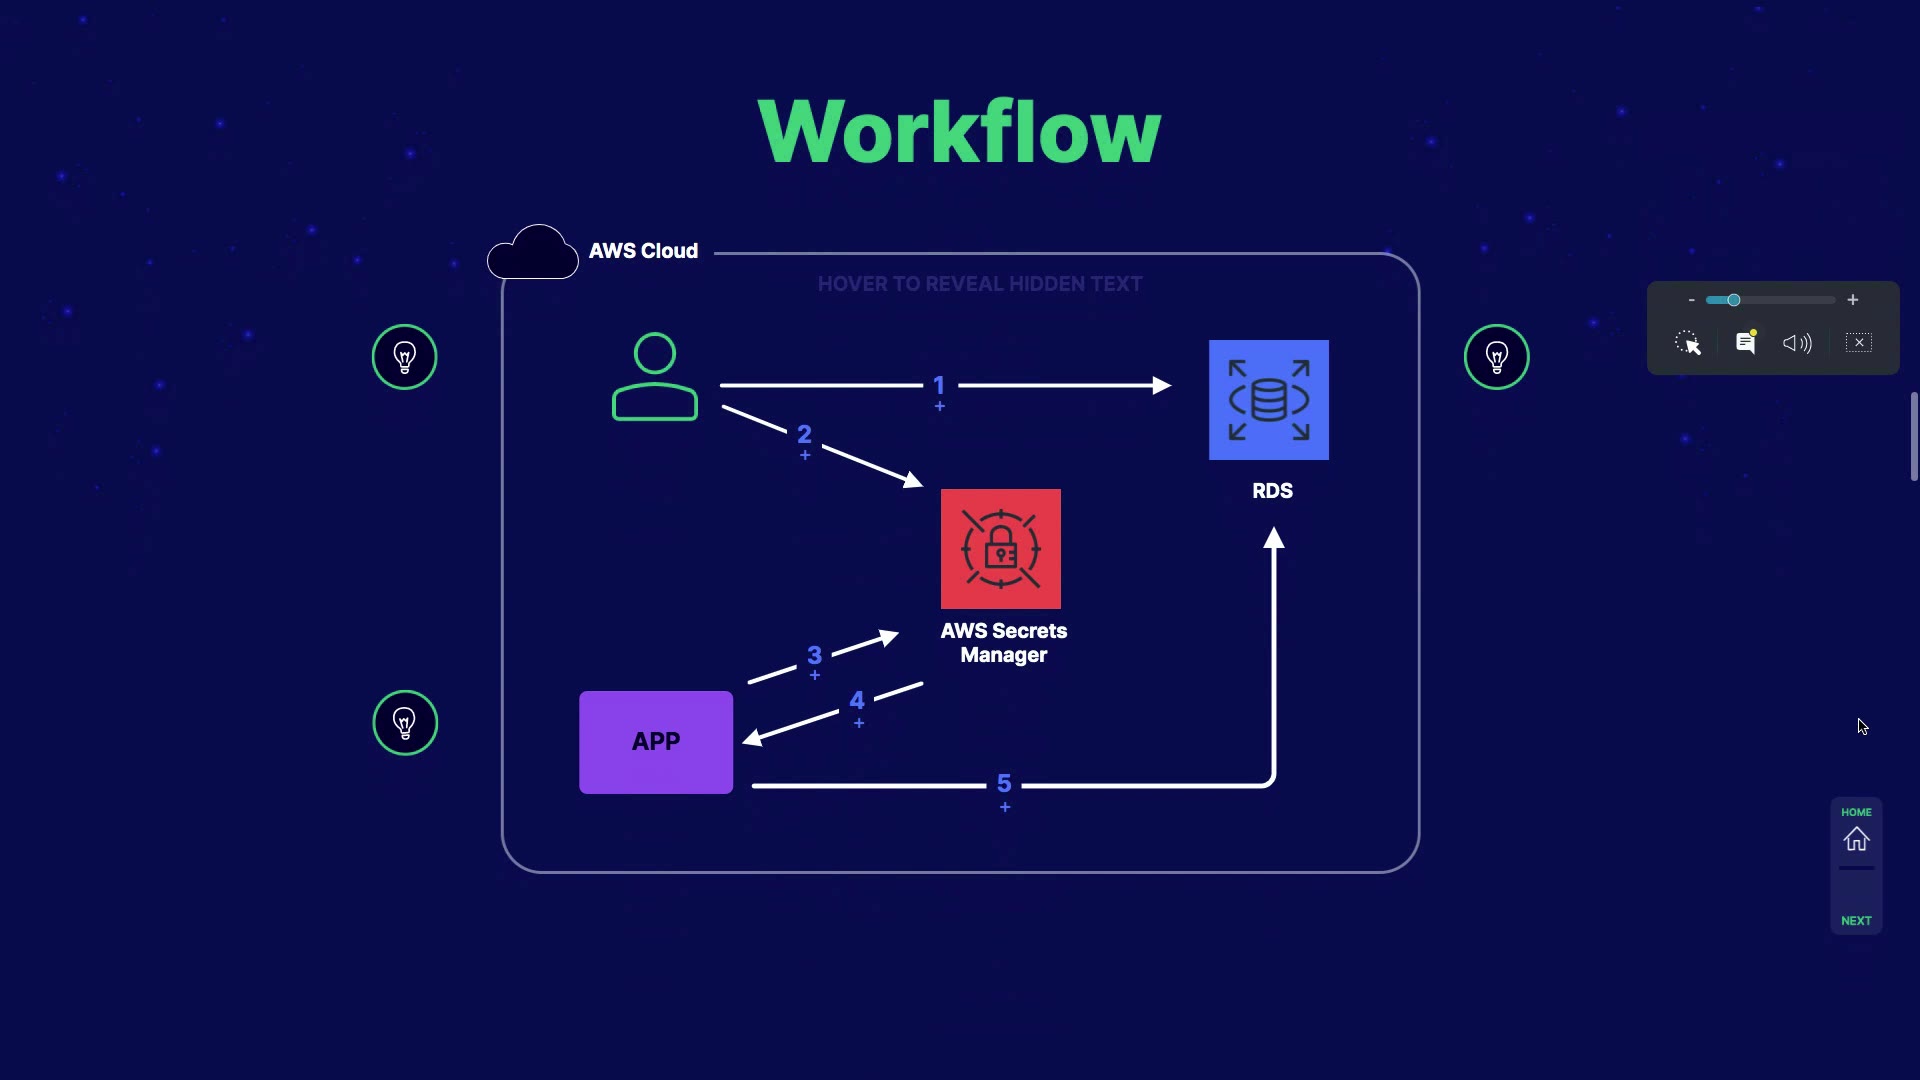 Workflow
AWS Cloud
HOVER TO REVEAL HIDDEN TEXT
- +
1
+
2
+
RDS
AWS Secrets
Manager
3
+
4
+
APP
5
+
HOME
NEXT